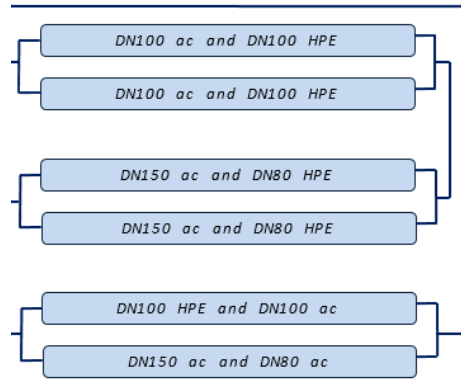 DN100 ac and DN100 HPE
DN100 ac and DN100 HPE
DN150 ac and DN80 HPE
DN150 ac and DN80 HPE
DN100 HPE and DN100 ac
DN150 ac and DN80 ac